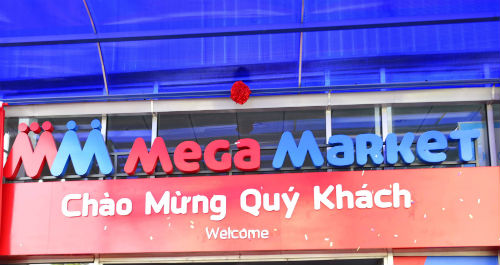 MM Mega Market
Chào Mừng Quý Khách
Welcome